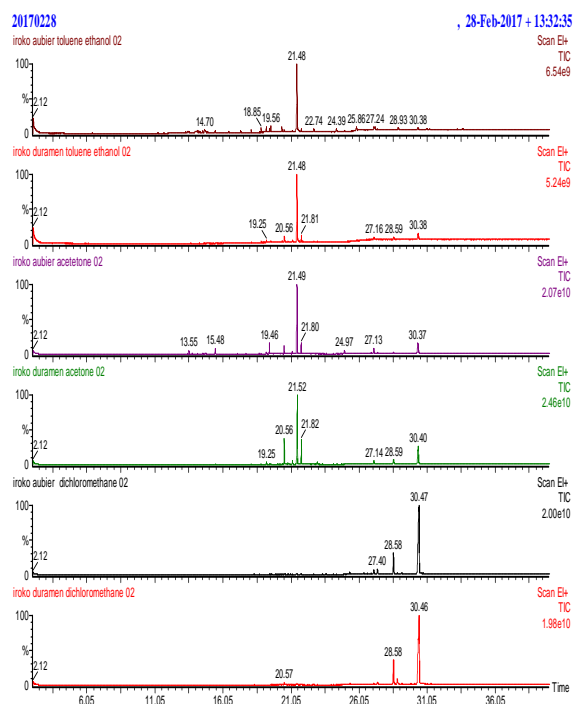 20170228 , 28-Feb-2017 + 13:32:35
iroko aubier toluene ethanol 02 Scan EI+
TIC
6.54e9
100
%
2.12 14.70 18.85 19.56 21.48 22.74 24.39 25.86 27.24 28.93 30.38
iroko duramen toluene ethanol 02 Scan EI+
TIC
5.24e9
100
%
2.12 19.25 20.56 21.48 21.81 27.16 28.59 30.38
iroko aubier acetetone 02 Scan EI+
TIC
2.07e10
100
%
2.12 13.55 15.48 19.46 21.49 21.80 24.97 27.13 30.37
iroko duramen acetone 02 Scan EI+
TIC
2.46e10
100
%
2.12 19.25 20.56 21.52 21.82 27.14 28.59 30.40
iroko aubier dichloromethane 02 Scan EI+
TIC
2.00e10
100
%
2.12 27.40 28.58 30.47
iroko duramen dichloromethane 02 Scan EI+
TIC
1.98e10
100
%
2.12 20.57 28.58 30.46
Time
6.05 11.05 16.05 21.05 26.05 31.05 36.05